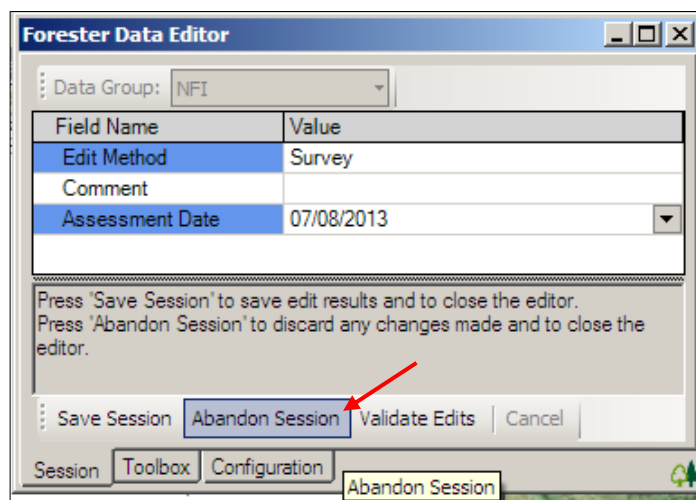 Forester Data Editor
Data Group: NFI
Field Name Value
Edit Method Survey
Comment
Assessment Date 07/08/2013
Press 'Save Session' to save edit results and to close the editor.
Press 'Abandon Session' to discard any changes made and to close the
editor.
Save Session Abandon Session Validate Edits Cancel
Session Toolbox Configuration
Abandon Session